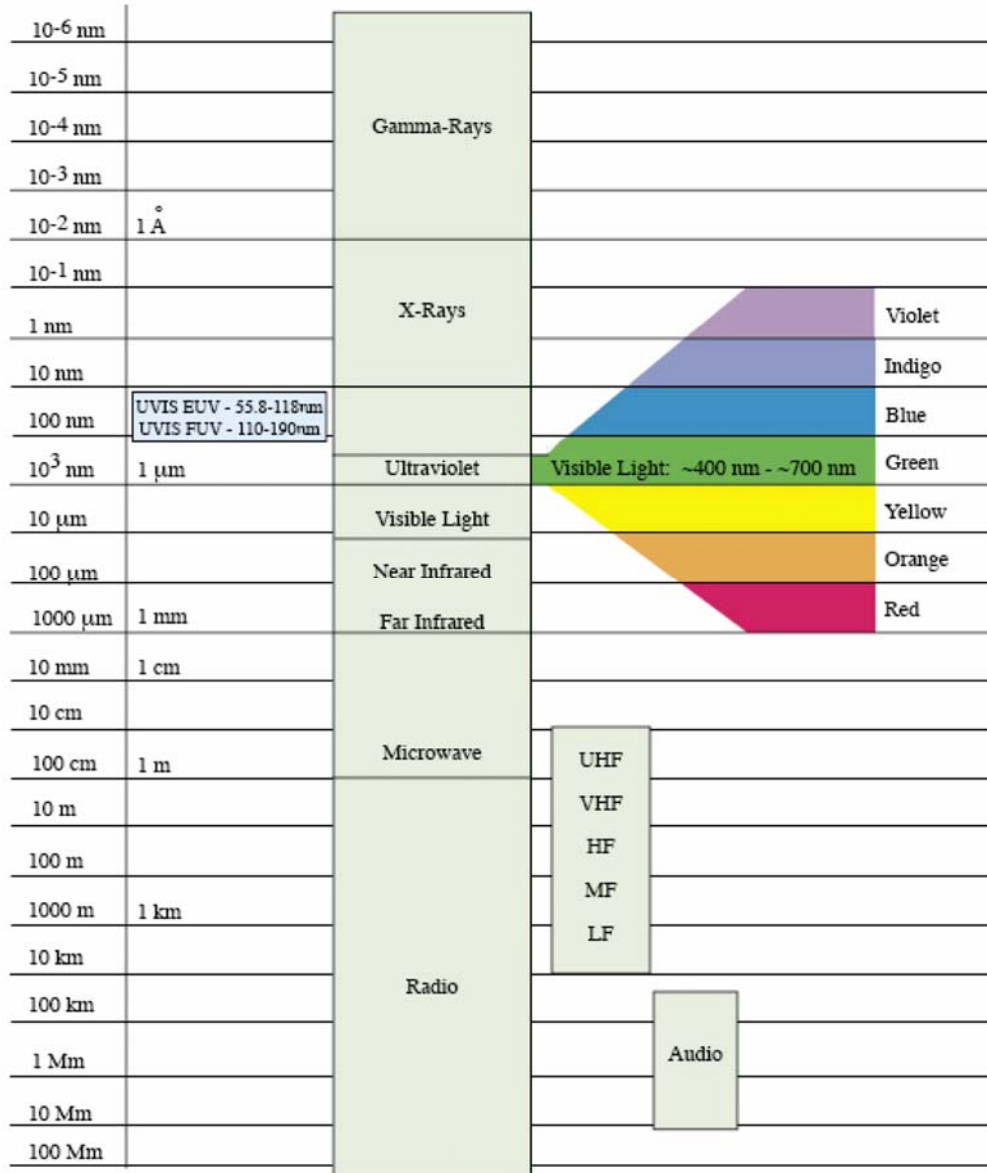 10-6 nm
10-5 nm
10-4 nm
Gamma-Rays
10-3 nm
10-2 nm
1 Å
10-1 nm
X-Rays
Violet
1 nm
Indigo
10 nm
UVIS EUV - 55.8-118nm
UVIS FUV - 110-190nm
100 nm
Blue
10³ nm
1 μm
Ultraviolet
Visible Light: ~400 nm - ~700 nm
Green
10 μm
Visible Light
Yellow
100 μm
Near Infrared
Orange
1000 μm
1 mm
Far Infrared
Red
10 mm
1 cm
10 cm
Microwave
UHF
100 cm
1 m
10 m
VHF
100 m
HF
MF
1000 m
1 km
LF
10 km
Radio
100 km
1 Mm
Audio
10 Mm
100 Mm